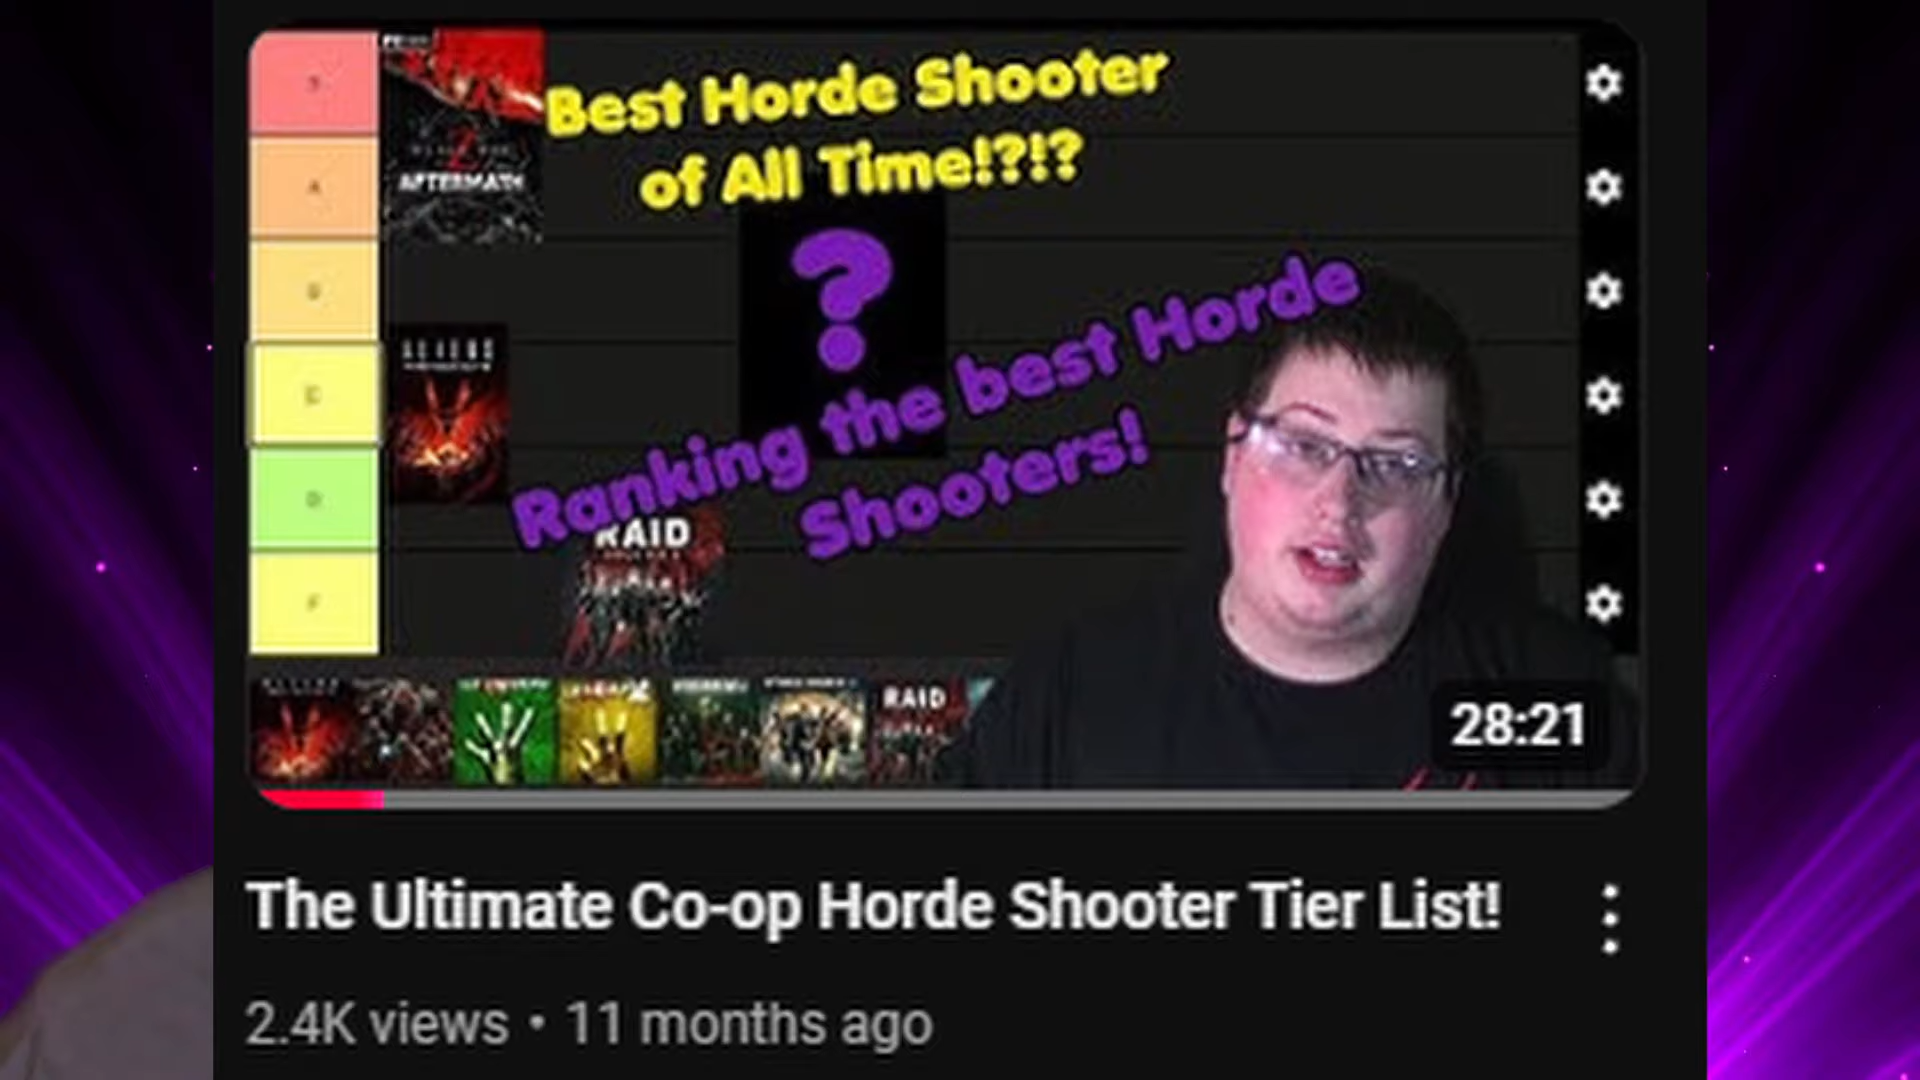 Best Horde Shooter
of All Time!?!?
A
AFTERMATH
?
Ranking the best Horde
Shooters!
ALIENS
D
RAID
F
RAID
28:21
The Ultimate Co-op Horde Shooter Tier List!
2.4K views • 11 months ago